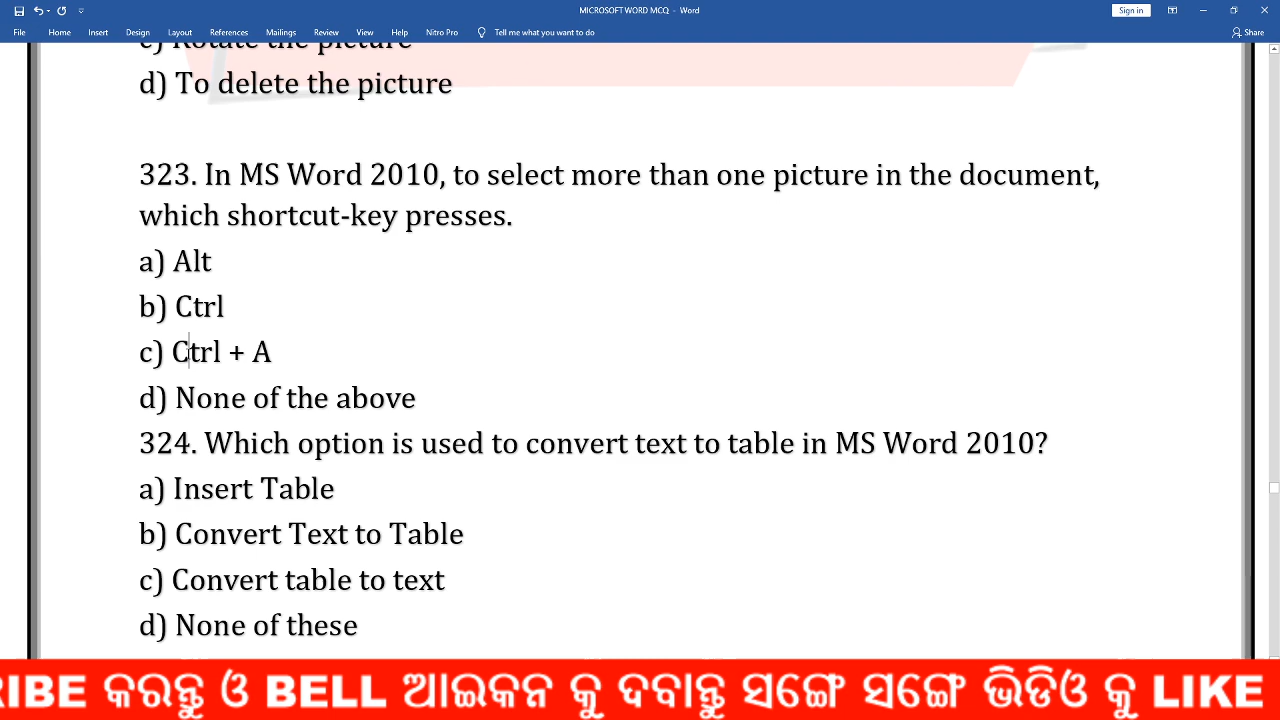 MICROSOFT WORD MCQ - Word
Sign in
File Home Insert Design Layout References Mailings Review View Help Nitro Pro Tell me what you want to do Share
c) Rotate the picture
d) To delete the picture
323. In MS Word 2010, to select more than one picture in the document,
which shortcut-key presses.
a) Alt
b) Ctrl
c) Ctrl + A
d) None of the above
324. Which option is used to convert text to table in MS Word 2010?
a) Insert Table
b) Convert Text to Table
c) Convert table to text
d) None of these
RIBE କରନ୍ତୁ ଓ BELL ଆଇକନ କୁ ଦବାନ୍ତୁ ସଙ୍ଗେ ସଙ୍ଗେ ଭିଡିଓ କୁ LIKE